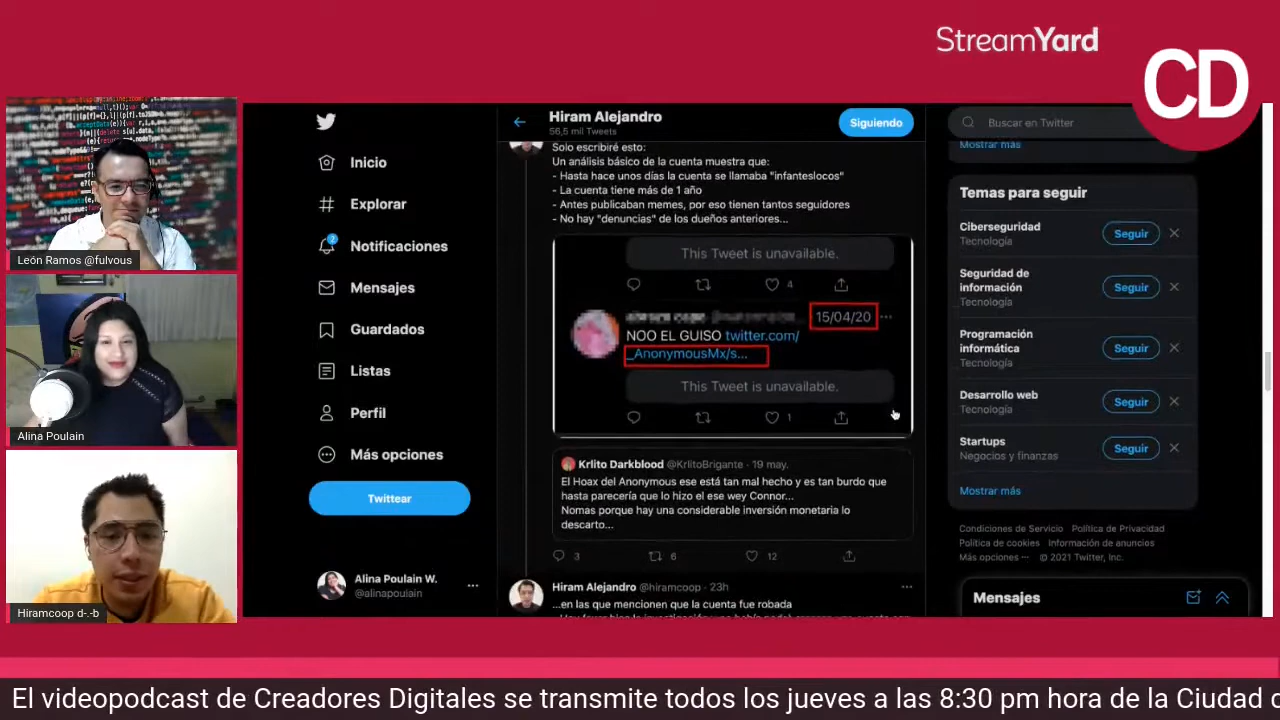 StreamYard
CD
León Ramos @fulvous
Alina Poulain
Hiramcoop d-.-b
Inicio
Explorar
2
Notificaciones
Mensajes
Guardados
Listas
Perfil
Más opciones
Twittear
Alina Poulain W.
@alinapoulain
Hiram Alejandro
56,5 mil Tweets
Siguiendo
Solo escribiré esto:
Un análisis básico de la cuenta muestra que:
- Hasta hace unos días la cuenta se llamaba "infanteslocos"
- La cuenta tiene más de 1 año
- Antes publicaban memes, por eso tienen tantos seguidores
- No hay "denuncias" de los dueños anteriores...
This Tweet is unavailable.
4
15/04/20
NOO EL GUISO twitter.com/
_AnonymousMx/s...
This Tweet is unavailable.
1
Krlito Darkblood @KrlitoBrigante · 19 may.
El Hoax del Anonymous ese está tan mal hecho y es tan burdo que
hasta parecería que lo hizo el ese wey Connor...
Nomas porque hay una considerable inversión monetaria lo
descarto...
3 6 12
Hiram Alejandro @hiramcoop · 23h
...en las que mencionen que la cuenta fue robada
Buscar en Twitter
Mostrar más
Temas para seguir
Ciberseguridad
Tecnología
Seguir
Seguridad de
información
Tecnología
Seguir
Programación
informática
Tecnología
Seguir
Desarrollo web
Tecnología
Seguir
Startups
Negocios y finanzas
Seguir
Mostrar más
Condiciones de Servicio Política de Privacidad
Política de cookies Información de anuncios
Más opciones ··· © 2021 Twitter, Inc.
Mensajes
El videopodcast de Creadores Digitales se transmite todos los jueves a las 8:30 pm hora de la Ciudad